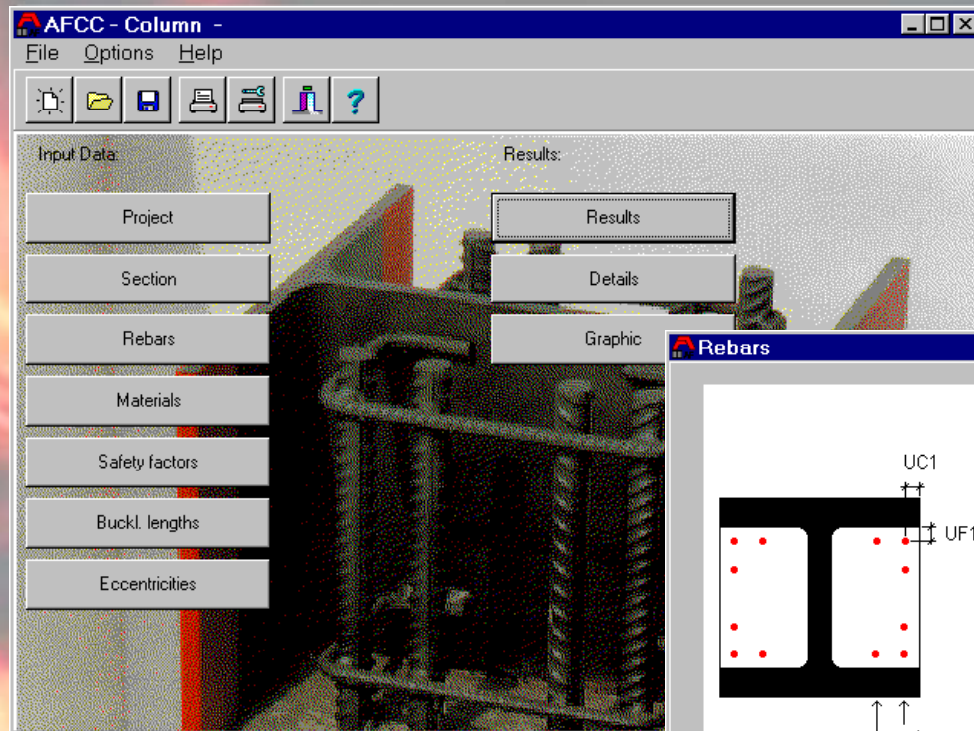 AFCC - Column -
File Options Help
Input Data:
Project
Section
Rebars
Materials
Safety factors
Buckl. lengths
Eccentricities
Results:
Results
Details
Graphic
Rebars
UC1
UF1